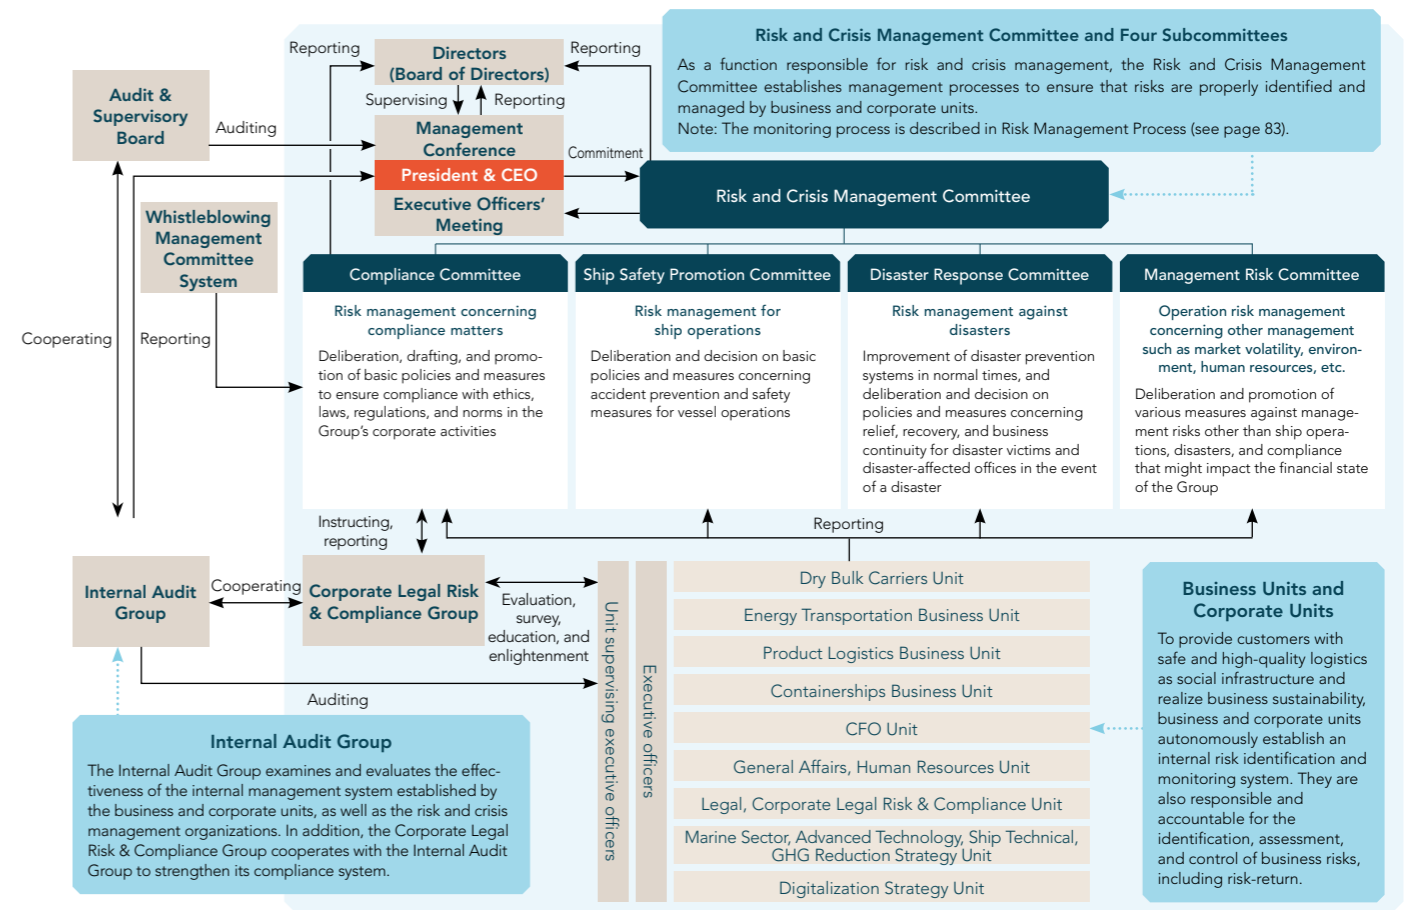 Risk and Crisis Management Committee and Four Subcommittees
As a function responsible for risk and crisis management, the Risk and Crisis Management
Committee establishes management processes to ensure that risks are properly identified and
managed by business and corporate units.
Note: The monitoring process is described in Risk Management Process (see page 83).
Reporting
Directors
(Board of Directors)
Reporting
Supervising
Reporting
Audit &
Supervisory
Board
Auditing
Management
Conference
President & CEO
Executive Officers'
Meeting
Commitment
Risk and Crisis Management Committee
Whistleblowing
Management
Committee
System
Cooperating
Reporting
Compliance Committee
Risk management concerning
compliance matters
Deliberation, drafting, and promo-
tion of basic policies and measures
to ensure compliance with ethics,
laws, regulations, and norms in the
Group's corporate activities
Ship Safety Promotion Committee
Risk management for
ship operations
Deliberation and decision on basic
policies and measures concerning
accident prevention and safety
measures for vessel operations
Disaster Response Committee
Risk management against
disasters
Improvement of disaster prevention
systems in normal times, and
deliberation and decision on
policies and measures concerning
relief, recovery, and business
continuity for disaster victims and
disaster-affected offices in the event
of a disaster
Management Risk Committee
Operation risk management
concerning other management
such as market volatility, environ-
ment, human resources, etc.
Deliberation and promotion of
various measures against manage-
ment risks other than ship opera-
tions, disasters, and compliance
that might impact the financial state
of the Group
Instructing,
reporting
Reporting
Internal Audit
Group
Cooperating
Corporate Legal Risk
& Compliance Group
Evaluation,
survey,
education, and
enlightenment
Auditing
Unit supervising executive officers
Executive officers
Dry Bulk Carriers Unit
Energy Transportation Business Unit
Product Logistics Business Unit
Containerships Business Unit
CFO Unit
General Affairs, Human Resources Unit
Legal, Corporate Legal Risk & Compliance Unit
Marine Sector, Advanced Technology, Ship Technical,
GHG Reduction Strategy Unit
Digitalization Strategy Unit
Business Units and
Corporate Units
To provide customers with
safe and high-quality logistics
as social infrastructure and
realize business sustainability,
business and corporate units
autonomously establish an
internal risk identification and
monitoring system. They are
also responsible and
accountable for the
identification, assessment,
and control of business risks,
including risk-return.
Internal Audit Group
The Internal Audit Group examines and evaluates the effec-
tiveness of the internal management system established by
the business and corporate units, as well as the risk and crisis
management organizations. In addition, the Corporate Legal
Risk & Compliance Group cooperates with the Internal Audit
Group to strengthen its compliance system.